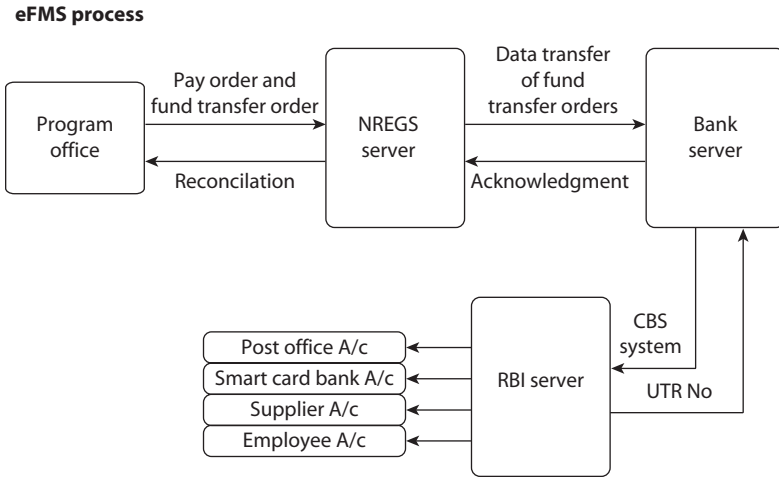 eFMS process
Program
office
Pay order and
fund transfer order
Reconcilation
NREGS
server
Data transfer
of fund
transfer orders
Acknowledgment
Bank
server
CBS
system
UTR No
RBI server
Post office A/c
Smart card bank A/c
Supplier A/c
Employee A/c